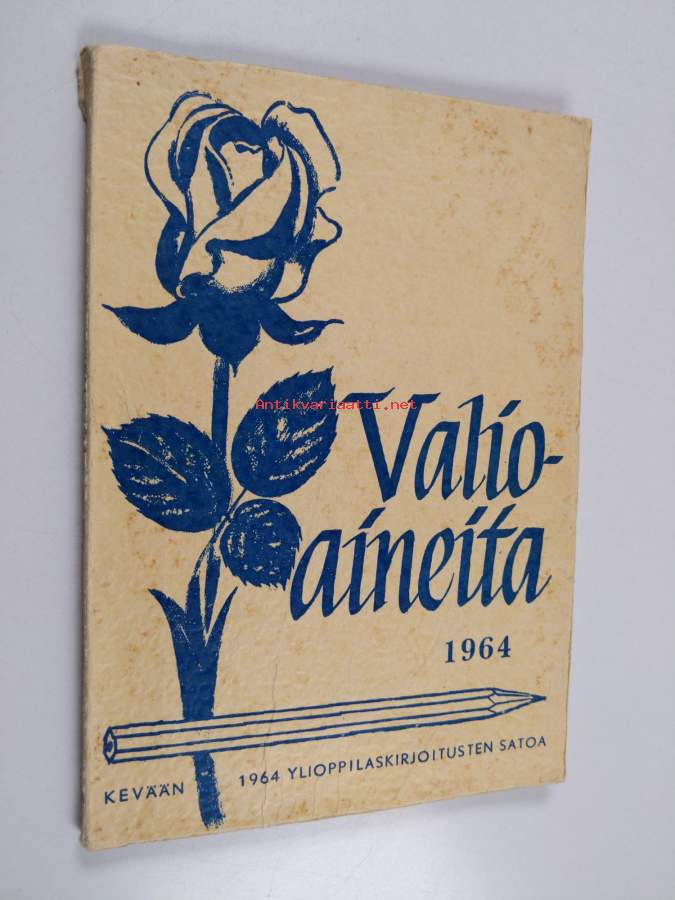 Antikvariaatti.net
Valio-
aineita
1964
KEVÄÄN 1964 YLIOPPILASKIRJOITUSTEN SATOA